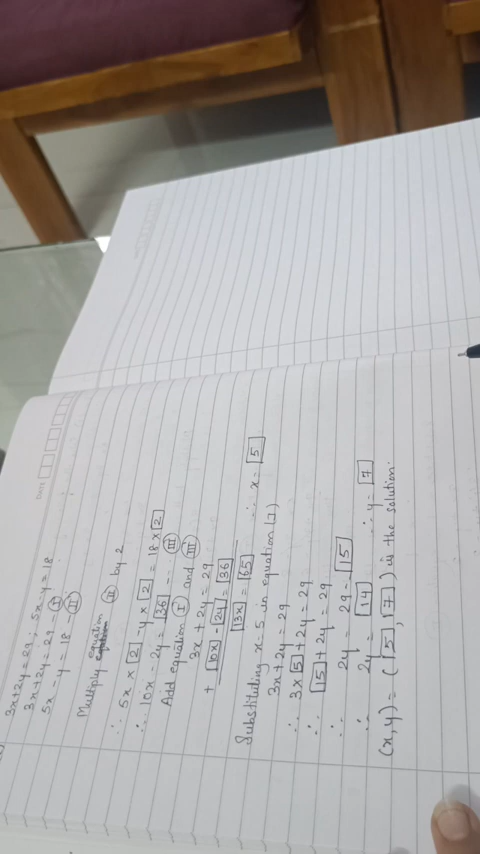 DATE
3x+2y=29; 5x-y=18
3x+2y=29-Ⓘ
5x-y=18-Ⓘ︎Ⓘ
Multiply equation (II) by 2
∴ 5x × [2] - y × [2] = 18 × [2]
∴ 10x - 2y = [36] --- (III)
Add equation (I) and (III)
3x + 2y = 29
+ [10x] - [2y] = [36]
[13x] = [65] ∴ x = [5]
Substituting x=5 in equation (I)
3x+2y=29
∴ 3×[5]+2y=29
∴ [15]+2y=29
∴ 2y = 29-[15]
∴ 2y = [14] ∴ y = [7]
(x,y) = ([5],[7]) is the solution.